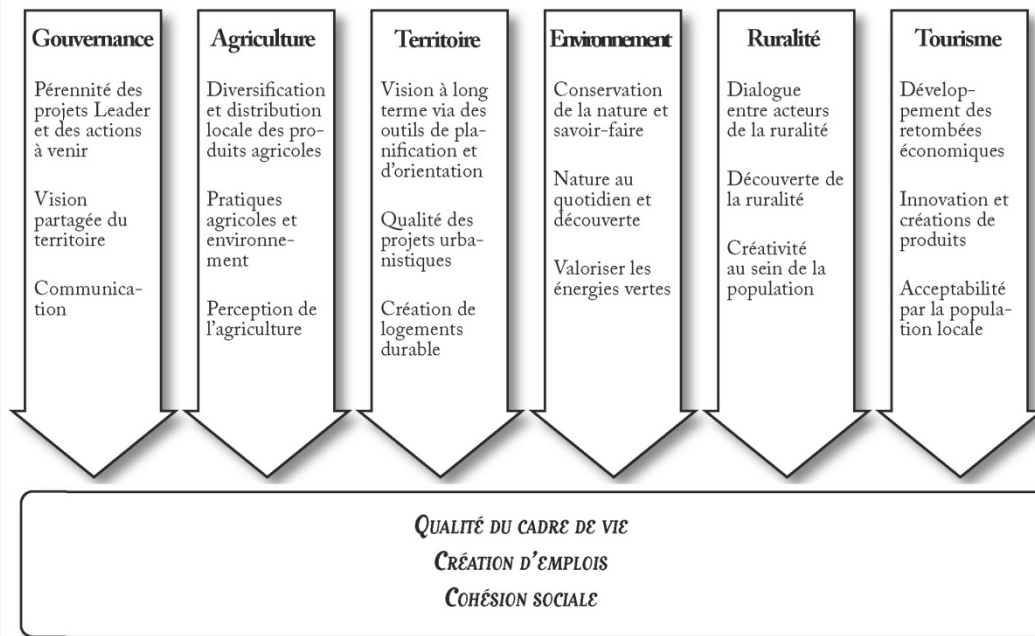 Gouvernance
Pérennité des
projets Leader
et des actions
à venir
Vision
partagée du
territoire
Communica-
tion
Agriculture
Diversification
et distribution
locale des pro-
duits agricoles
Pratiques
agricoles et
environne-
ment
Perception de
l'agriculture
Territoire
Vision à long
terme via des
outils de pla-
nification et
d'orientation
Qualité des
projets urba-
nistiques
Création de
logements
durable
Environnement
Conservation
de la nature et
savoir-faire
Nature au
quotidien et
découverte
Valoriser les
énergies vertes
Ruralité
Dialogue
entre acteurs
de la ruralité
Découverte de
la ruralité
Créativité
au sein de la
population
Tourisme
Dévelop-
pement des
retombées
économiques
Innovation et
créations de
produits
Acceptabilité
par la popula-
tion locale
QUALITÉ DU CADRE DE VIE
CRÉATION D'EMPLOIS
COHÉSION SOCIALE